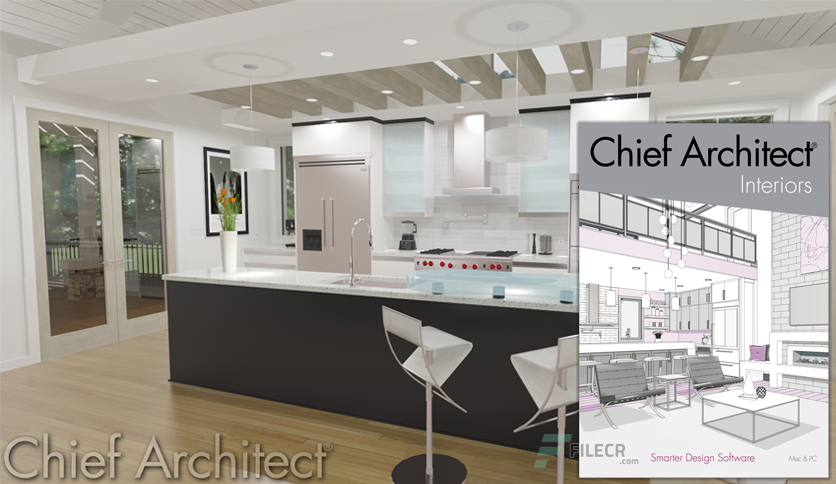 Chief Architect®
Interiors
Smarter Design Software
Mac & PC
FILECR
.com
Chief Architect®